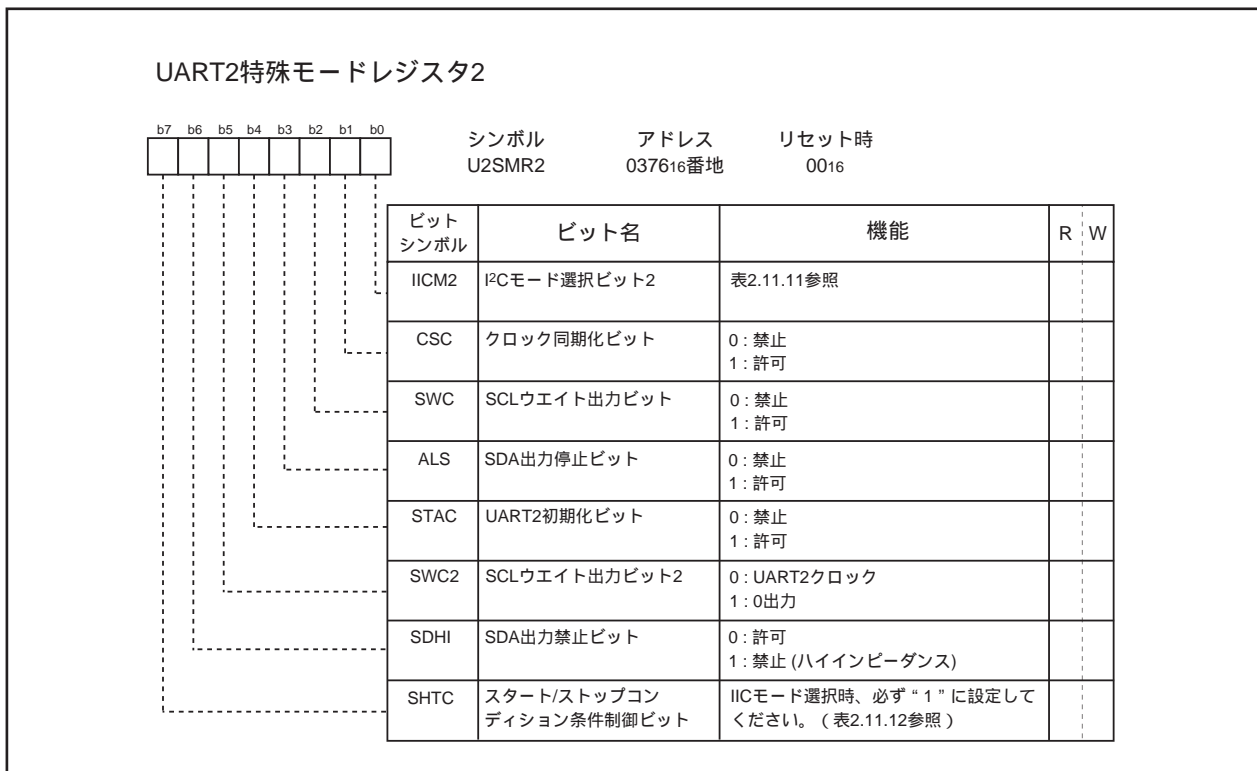 UART2特殊モードレジスタ2
b7 b6 b5 b4 b3 b2 b1 b0
シンボル アドレス リセット時
U2SMR2 037616番地 0016
ビット
シンボル ビット名 機能 R W
IICM2 I2Cモード選択ビット2 表2.11.11参照
CSC クロック同期化ビット 0 : 禁止
1 : 許可
SWC SCLウエイト出力ビット 0 : 禁止
1 : 許可
ALS SDA出力停止ビット 0 : 禁止
1 : 許可
STAC UART2初期化ビット 0 : 禁止
1 : 許可
SWC2 SCLウエイト出力ビット2 0 : UART2クロック
1 : 0出力
SDHI SDA出力禁止ビット 0 : 許可
1 : 禁止 (ハイインピーダンス)
SHTC スタート/ストップコン IICモード選択時、必ず“1”に設定して
ディション条件制御ビット ください。(表2.11.12参照)